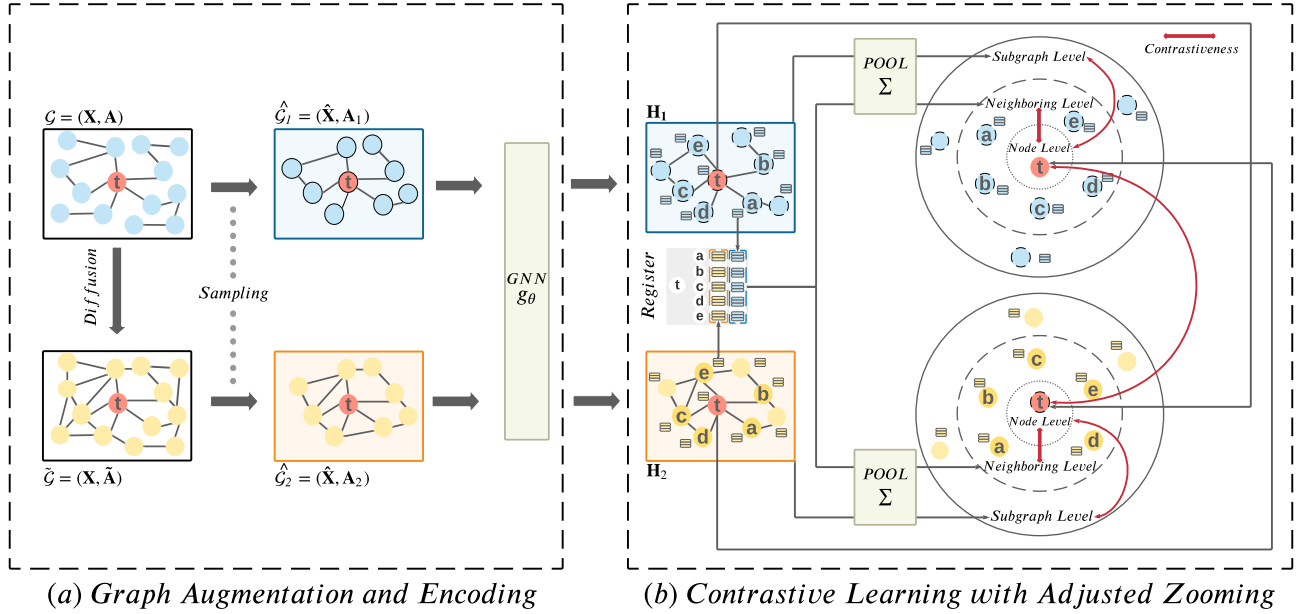 𝒢 = (X, A)
t
Diffusion
Sampling
t
𝒢̃ = (X, Ã)
𝒢̂₁ = (X̂, A₁)
t
t
𝒢̂₂ = (X̂, A₂)
GNN
g_θ
(a) Graph Augmentation and Encoding
H₁
e
b
t
c
a
d
Register
t
a
b
c
d
e
e
b
t
c
a
d
H₂
POOL
Σ
POOL
Σ
Contrastiveness
Subgraph Level
Neighboring Level
a
e
Node Level
t
b
d
c
c
b
e
t
Node Level
a
d
Neighboring Level
Subgraph Level
(b) Contrastive Learning with Adjusted Zooming